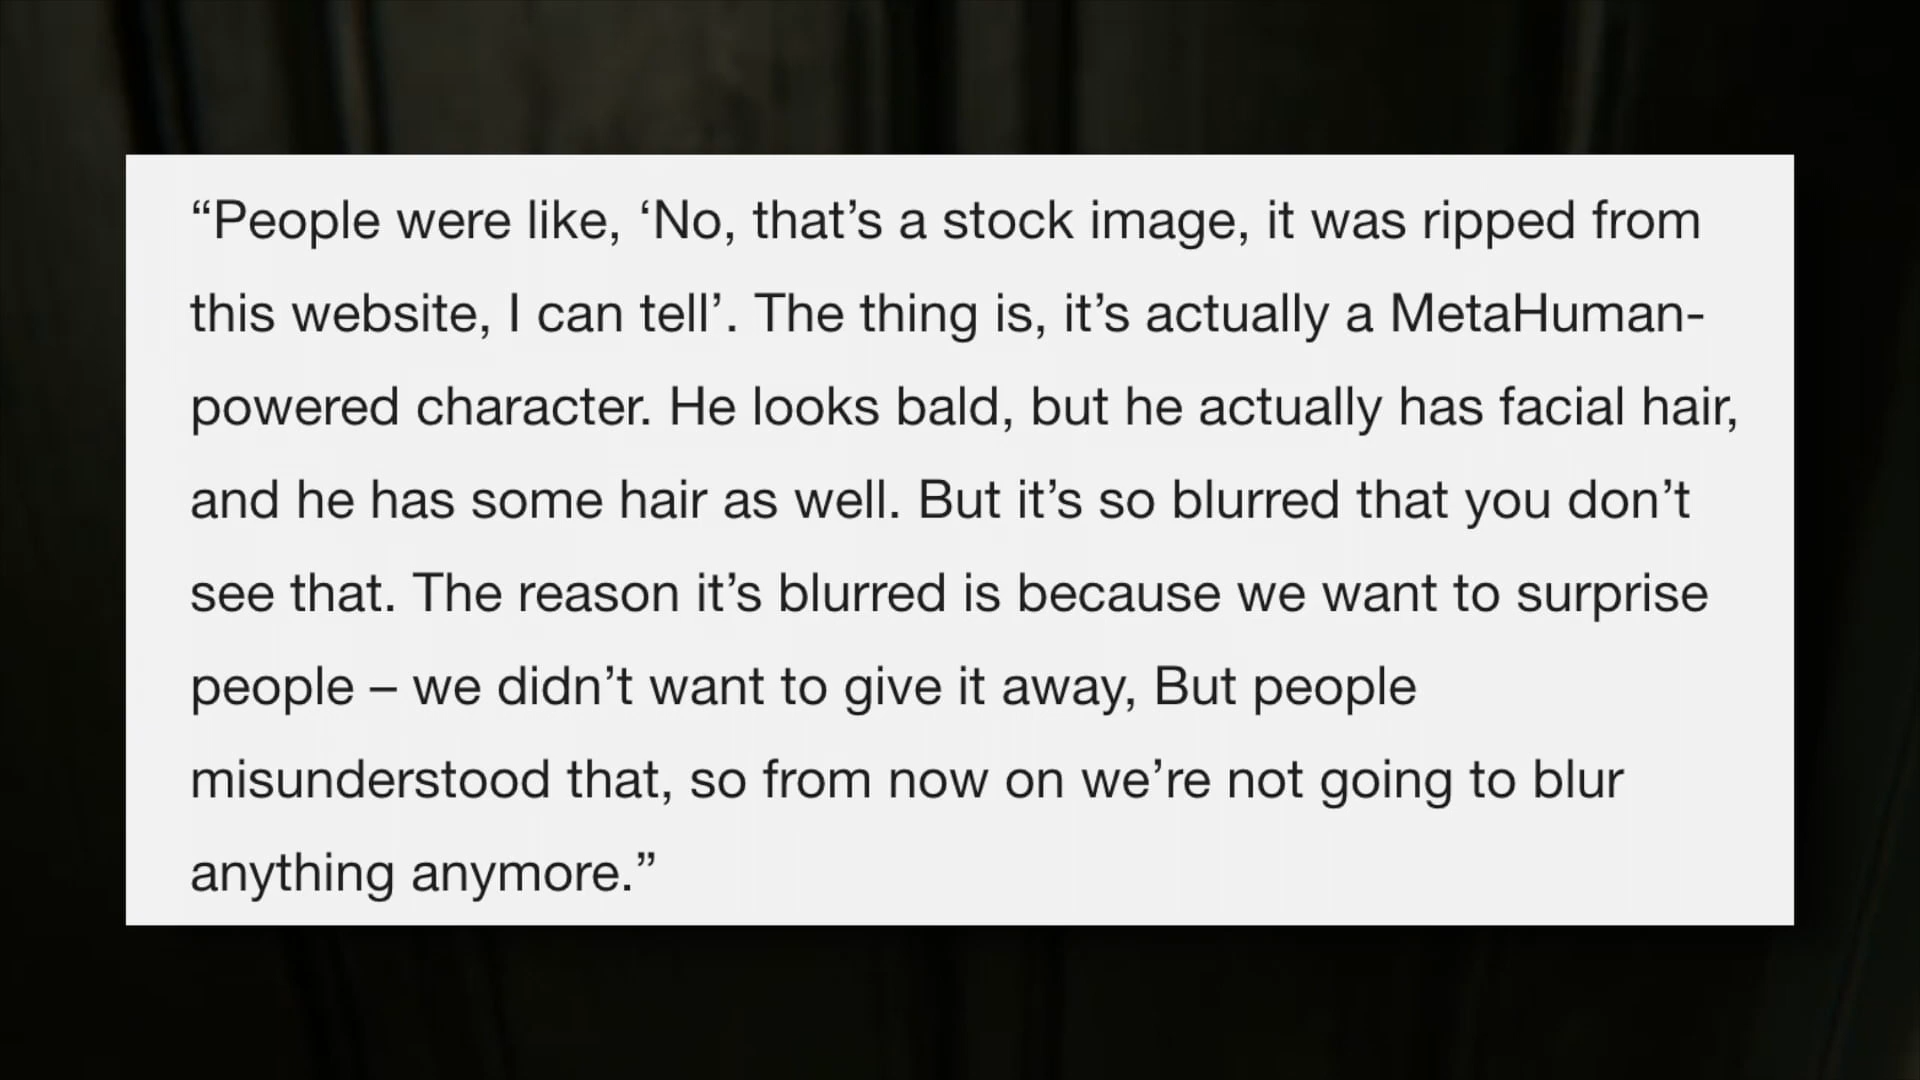 “People were like, ‘No, that’s a stock image, it was ripped from
this website, I can tell’. The thing is, it’s actually a MetaHuman-
powered character. He looks bald, but he actually has facial hair,
and he has some hair as well. But it’s so blurred that you don’t
see that. The reason it’s blurred is because we want to surprise
people – we didn’t want to give it away, But people
misunderstood that, so from now on we’re not going to blur
anything anymore.”